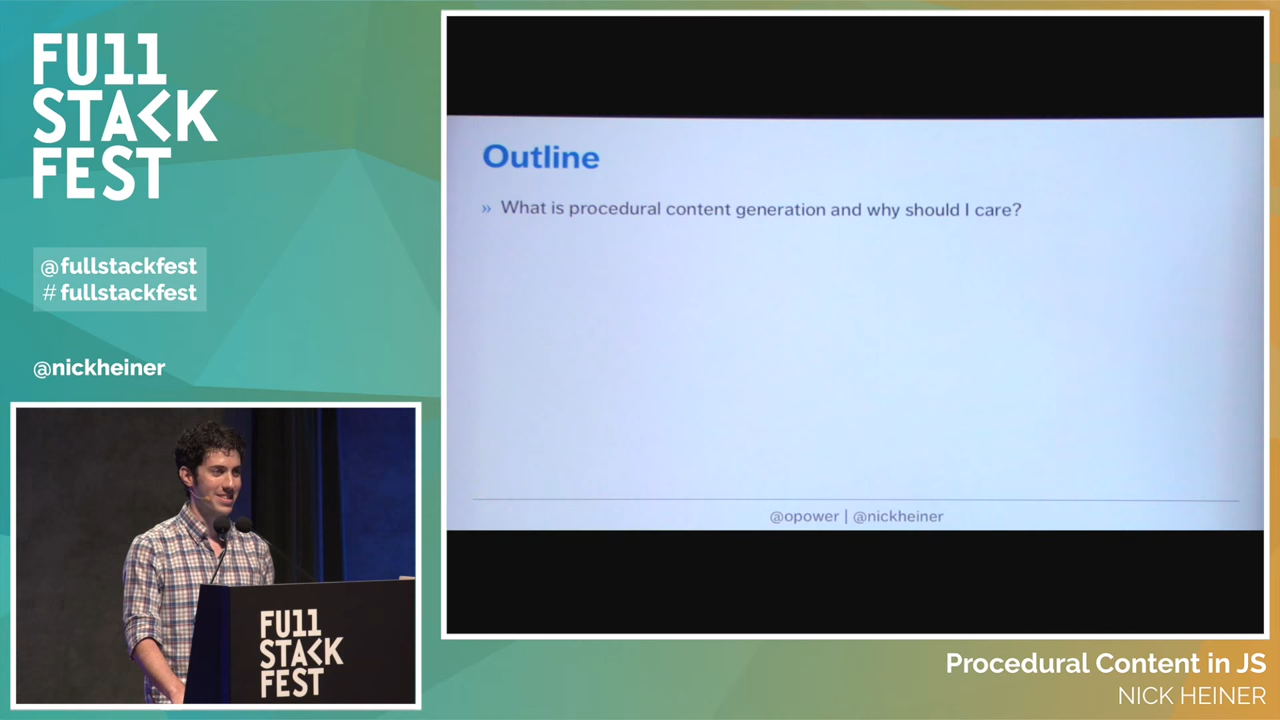 FU11
STACK
FEST
@fullstackfest
# fullstackfest
@nickheiner
FU11
STACK
FEST
Outline
» What is procedural content generation and why should I care?
@opower | @nickheiner
Procedural Content in JS
NICK HEINER